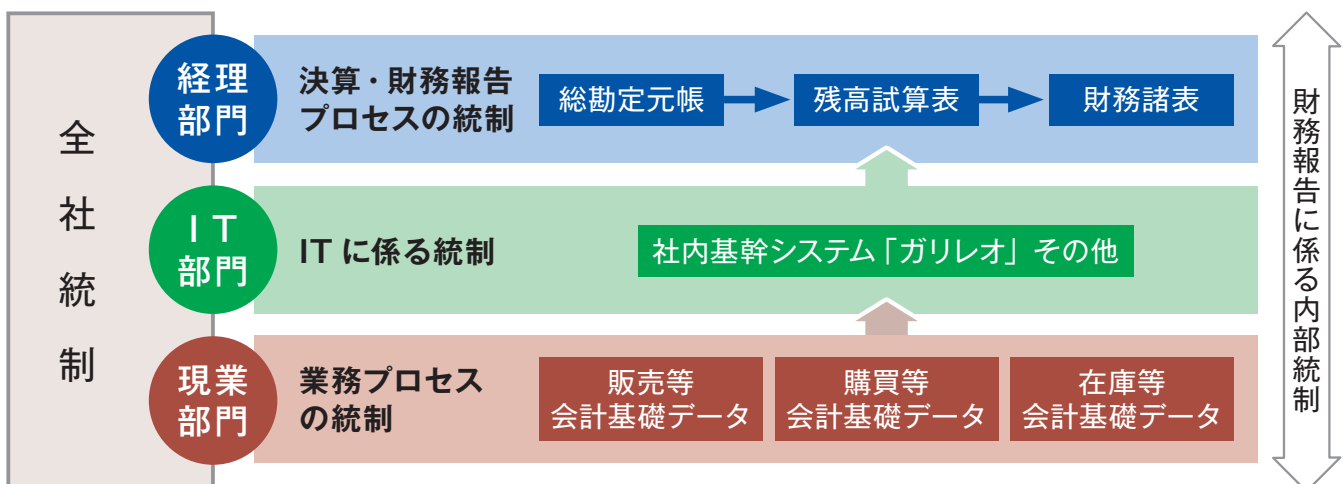 全社統制
経理
部門
決算・財務報告
プロセスの統制
総勘定元帳
残高試算表
財務諸表
IT
部門
ITに係る統制
社内基幹システム「ガリレオ」その他
現業
部門
業務プロセス
の統制
販売等
会計基礎データ
購買等
会計基礎データ
在庫等
会計基礎データ
財務報告に係る内部統制